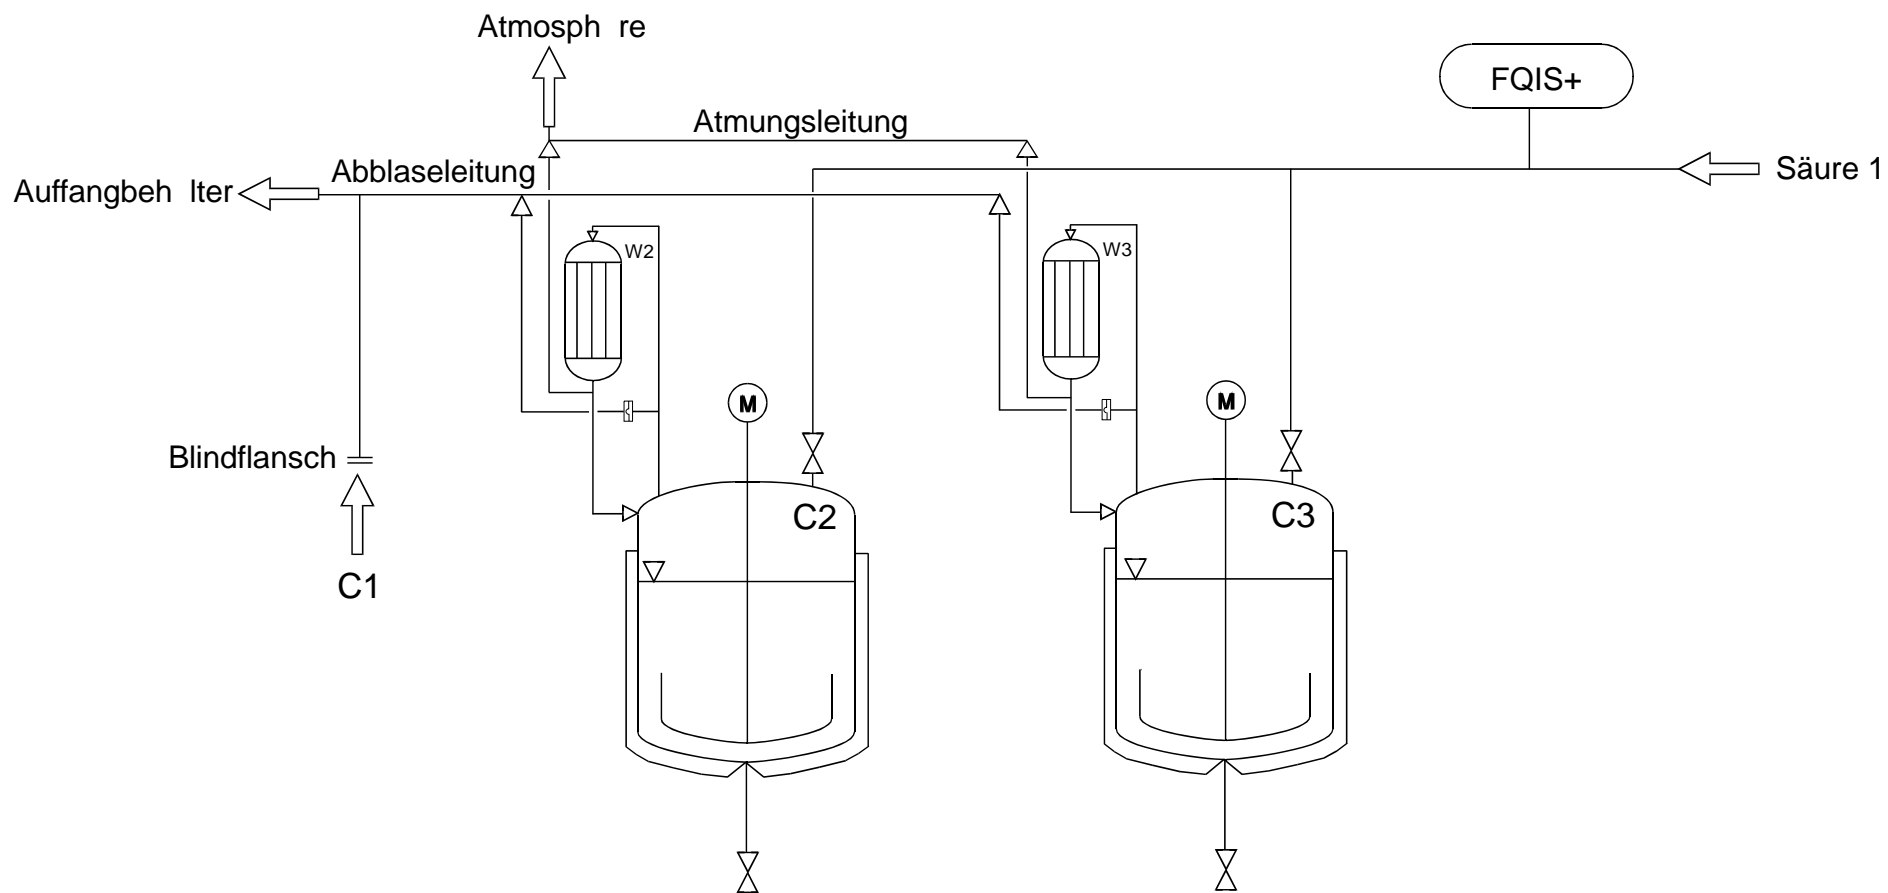 Atmosph re
FQIS+
Atmungsleitung
Abblaseleitung
Säure 1
Auffangbeh lter
W2
W3
M
M
Blindflansch
C2
C3
C1